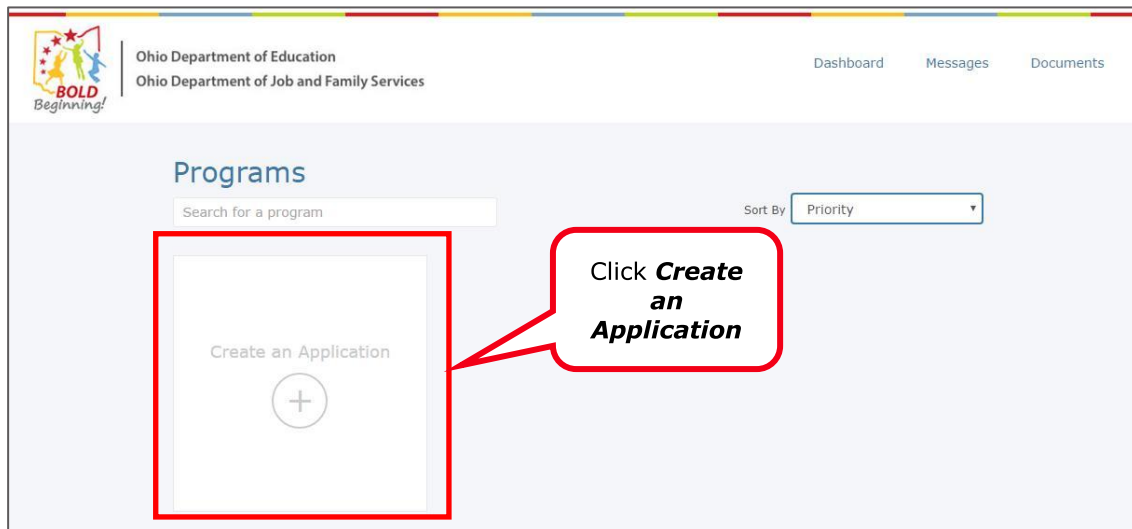 BOLD
Beginning!
Ohio Department of Education
Ohio Department of Job and Family Services
Dashboard Messages Documents
Programs
Search for a program
Sort By Priority
Click Create
an
Application
Create an Application
+